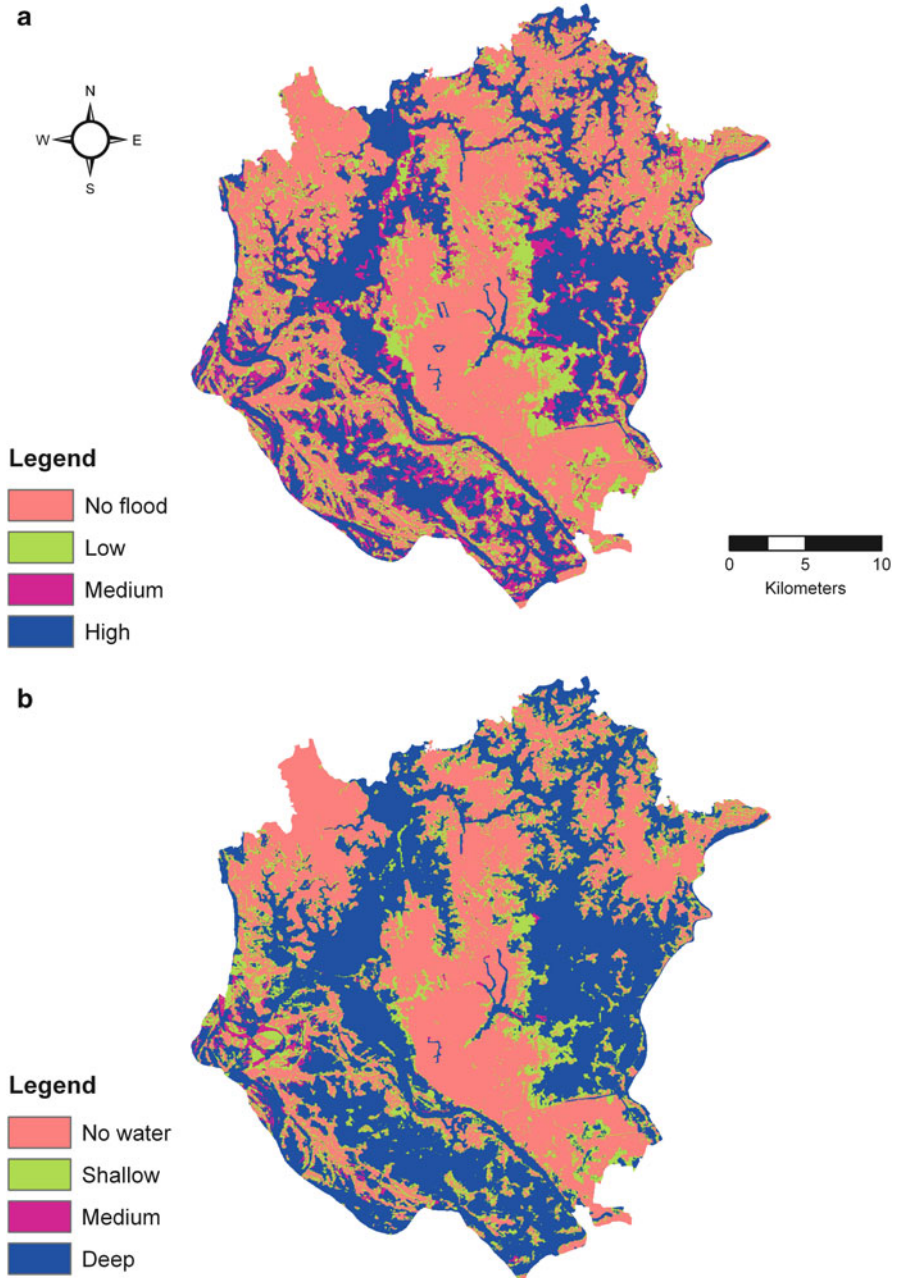 a
N
W E
S
Legend
No flood
Low
Medium
High
0 5 10
Kilometers
b
Legend
No water
Shallow
Medium
Deep